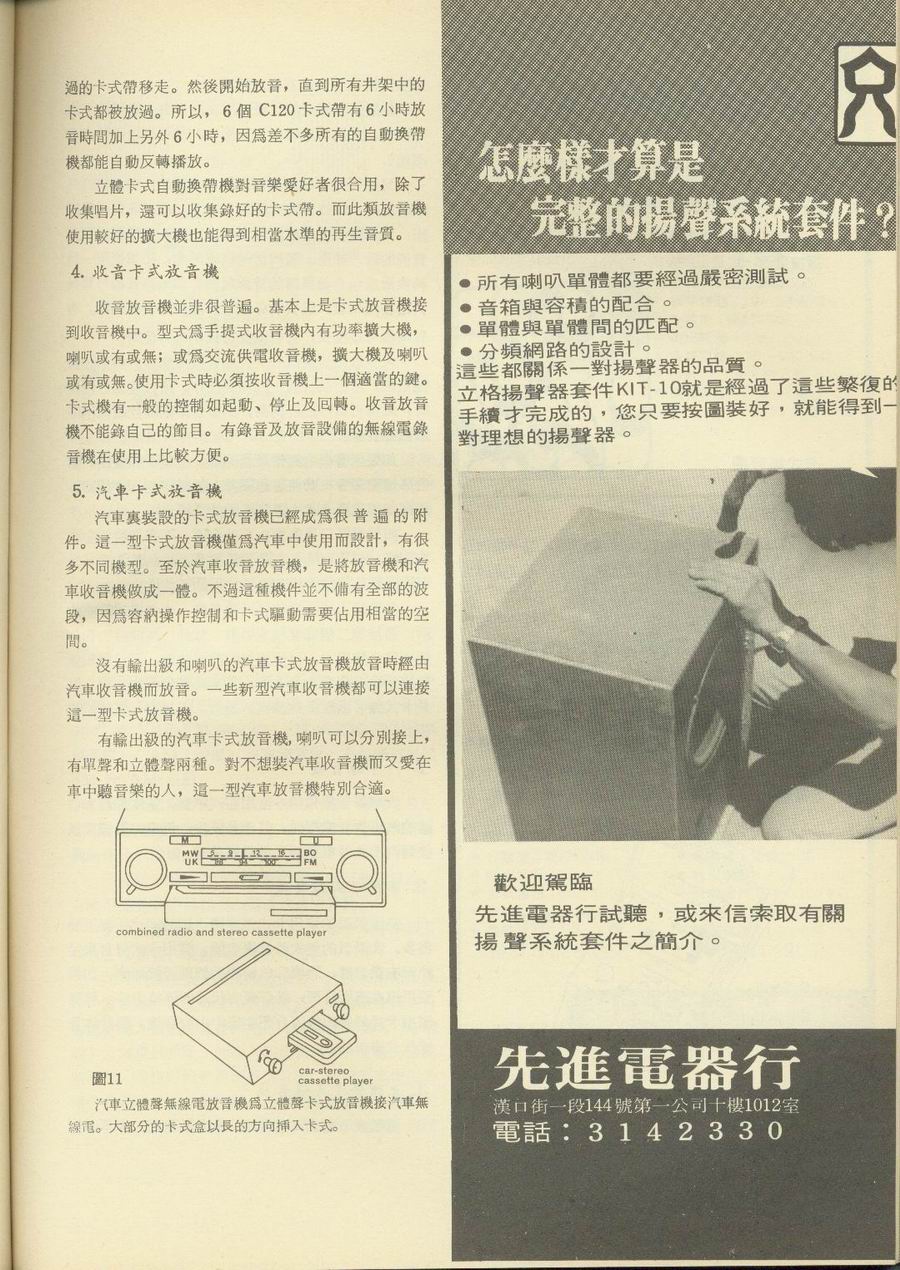 過的卡式帶移走。然後開始放音，直到所有井架中的
卡式都被放過。所以，6個 C120卡式帶有6小時放
音時間加上另外6小時，因爲差不多所有的自動換帶
機都能自動反轉播放。
立體卡式自動換帶機對音樂愛好者很合用，除了
收集唱片，還可以收集錄好的卡式帶。而此類放音機
使用較好的擴大機也能得到相當水準的再生音質。
4. 收音卡式放音機
收音放音機並非很普遍。基本上是卡式放音機接
到收音機中。型式爲手提式收音機內有功率擴大機，
喇叭或有或無；或爲交流供電收音機，擴大機及喇叭
或有或無。使用卡式時必須按收音機上一個適當的鍵。
卡式機有一般的控制如起動、停止及回轉。收音放音
機不能錄自己的節目。有錄音及放音設備的無線電錄
音機在使用上比較方便。
5. 汽車卡式放音機
汽車裏裝設的卡式放音機已經成爲很普遍的附
件。這一型卡式放音機僅爲汽車中使用而設計，有很
多不同機型。至於汽車收音放音機，是將放音機和汽
車收音機做成一體。不過這種機件並不備有全部的波
段，因爲容納操作控制和卡式驅動需要佔用相當的空
間。
沒有輸出級和喇叭的汽車卡式放音機放音時經由
汽車收音機而放音。一些新型汽車收音機都可以連接
這一型卡式放音機。
有輸出級的汽車卡式放音機，喇叭可以分別接上，
有單聲和立體聲兩種。對不想裝汽車收音機而又愛在
車中聽音樂的人，這一型汽車放音機特別合適。
M U
MW 5 9 12 16 BO
UK 88 94 100 FM
combined radio and stereo cassette player
car-stereo
cassette player
圖11
汽車立體聲無線電放音機爲立體聲卡式放音機接汽車無
線電。大部分的卡式盒以長的方向揷入卡式。
怎麼樣才算是
完整的揚聲系統套件？
●所有喇叭單體都要經過嚴密測試。
●音箱與容積的配合。
●單體與單體間的匹配。
●分頻網路的設計。
這些都關係一對揚聲器的品質。
立格揚聲器套件KIT-10就是經過了這些繁復的
手續才完成的，您只要按圖裝好，就能得到一
對理想的揚聲器。
歡迎駕臨
先進電器行試聽，或來信索取有關
揚聲系統套件之簡介。
先進電器行
漢口街一段144號第一公司十樓1012室
電話：3142330